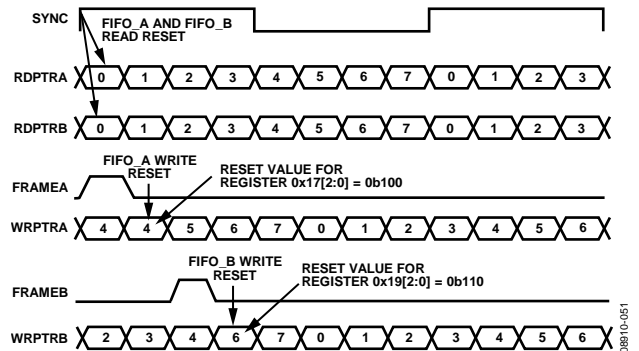 SYNC
FIFO_A AND FIFO_B
READ RESET
RDPTRA 0 1 2 3 4 5 6 7 0 1 2 3
RDPTRB 0 1 2 3 4 5 6 7 0 1 2 3
FIFO_A WRITE
RESET
RESET VALUE FOR
REGISTER 0x17[2:0] = 0b100
FRAMEA
WRPTRA 4 4 5 6 7 0 1 2 3 4 5 6
FIFO_B WRITE
RESET
RESET VALUE FOR
REGISTER 0x19[2:0] = 0b110
FRAMEB
WRPTRB 2 3 4 6 7 0 1 2 3 4 5 6
08910-051